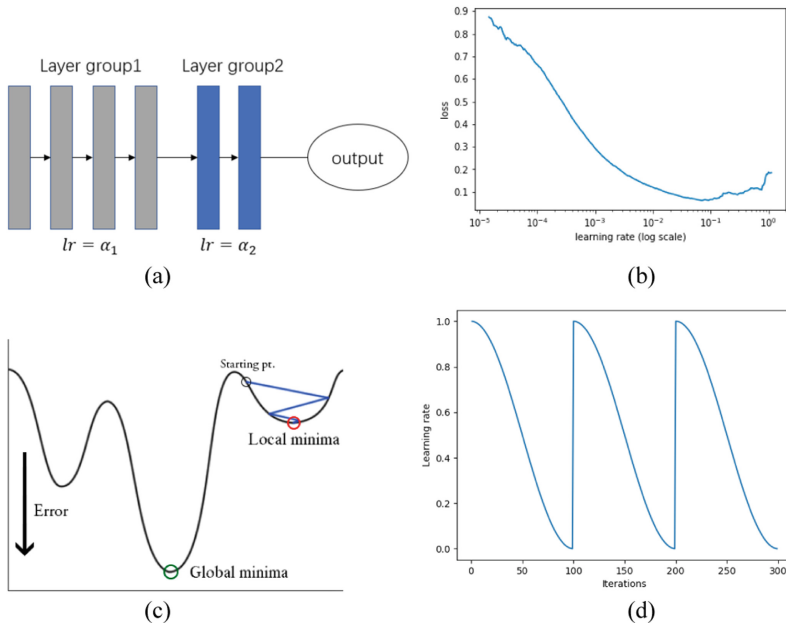 Layer group1 Layer group2
output
lr = α₁ lr = α₂
(a)
0.9
0.8
0.7
0.6
0.5
0.4
0.3
0.2
0.1
loss
10⁻⁵ 10⁻⁴ 10⁻³ 10⁻² 10⁻¹ 10⁰
learning rate (log scale)
(b)
Starting pt.
Local minima
Error
Global minima
(c)
1.0
0.8
0.6
0.4
0.2
0.0
Learning rate
0 50 100 150 200 250 300
Iterations
(d)